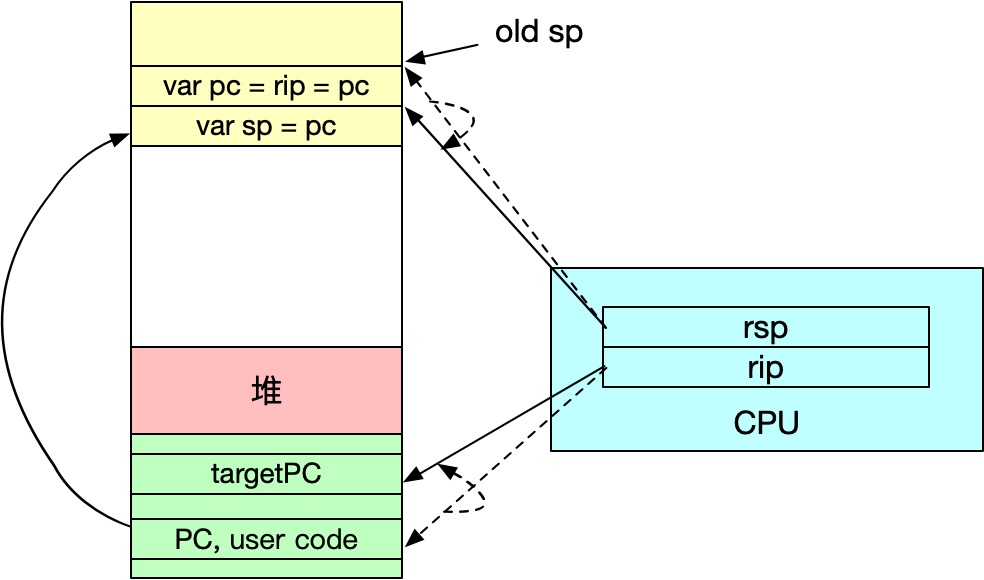 old sp
var pc = rip = pc
var sp = pc
rsp
rip
堆
CPU
targetPC
PC, user code